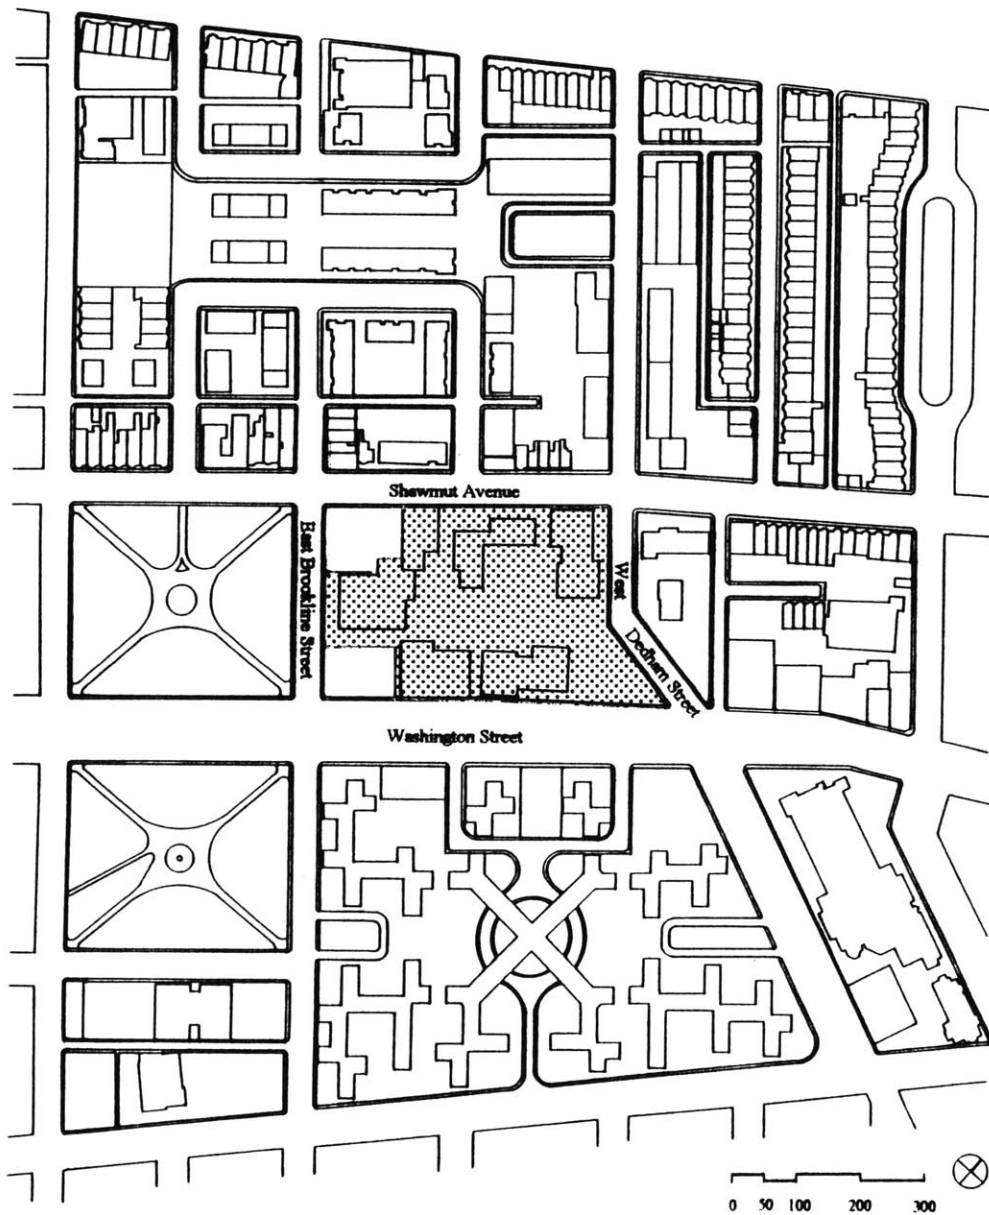 Shawmut Avenue
East Brookline Street
West
Dedham Street
Washington Street
0 50 100 200 300